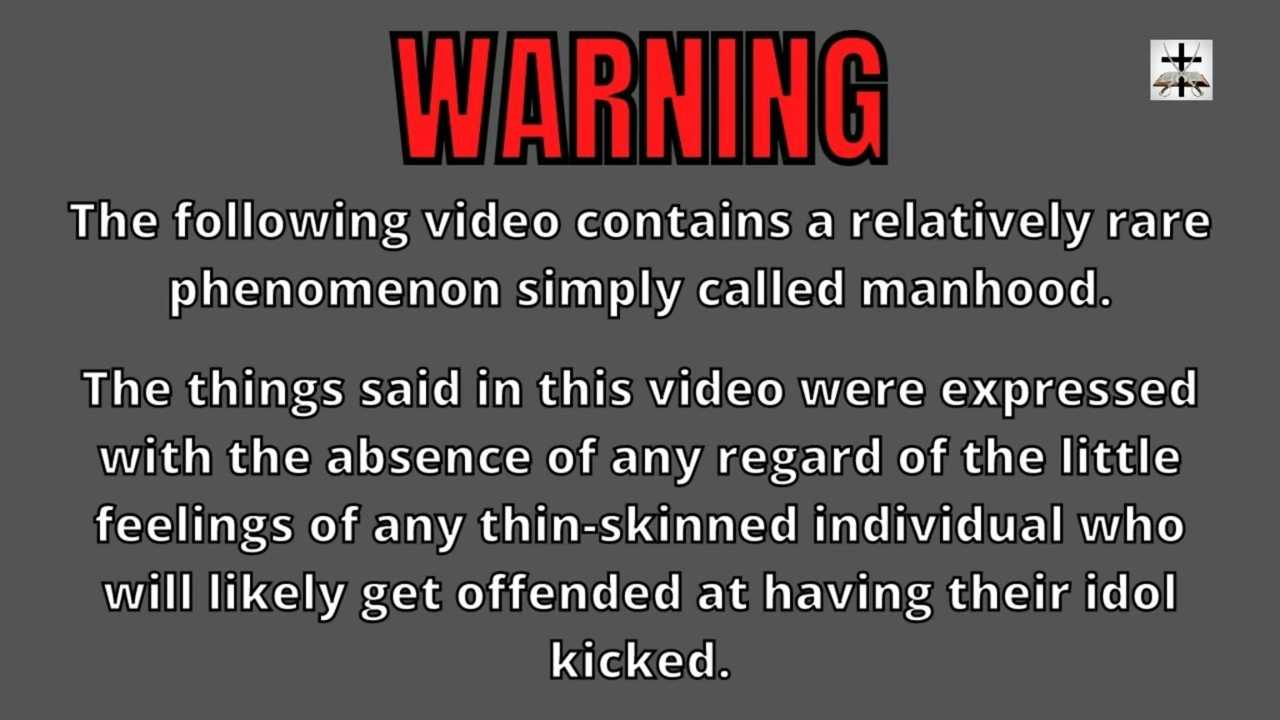 WARNING
The following video contains a relatively rare
phenomenon simply called manhood.
The things said in this video were expressed
with the absence of any regard of the little
feelings of any thin-skinned individual who
will likely get offended at having their idol
kicked.